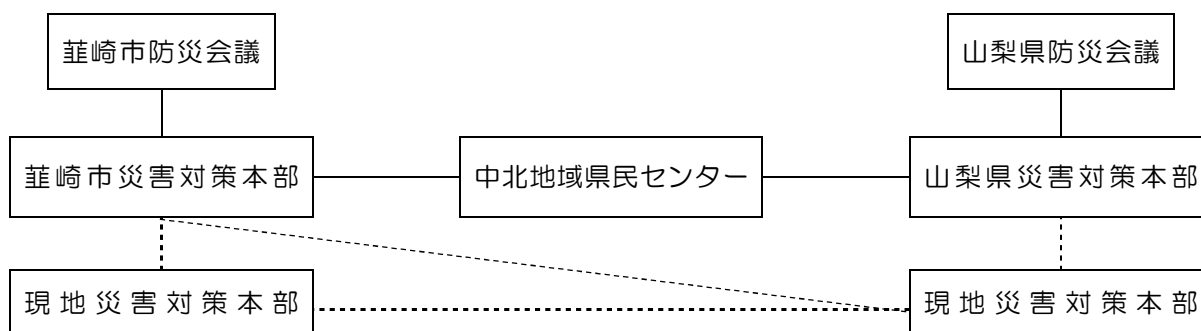 韮崎市防災会議
山梨県防災会議
韮崎市災害対策本部
中北地域県民センター
山梨県災害対策本部
現地災害対策本部
現地災害対策本部